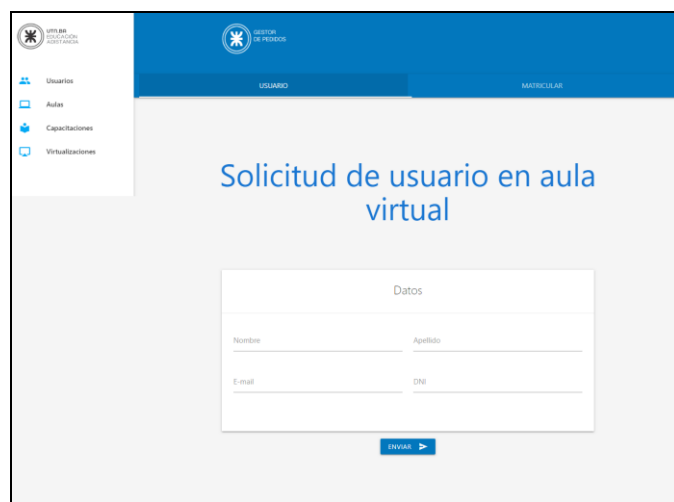 UTN.BA
EDUCACIÓN
ADISTANCIA
Usuarios
Aulas
Capacitaciones
Virtualizaciones
GESTOR
DE PEDIDOS
USUARIO
MATRICULAR
Solicitud de usuario en aula
virtual
Datos
Nombre
Apellido
E-mail
DNI
ENVIAR